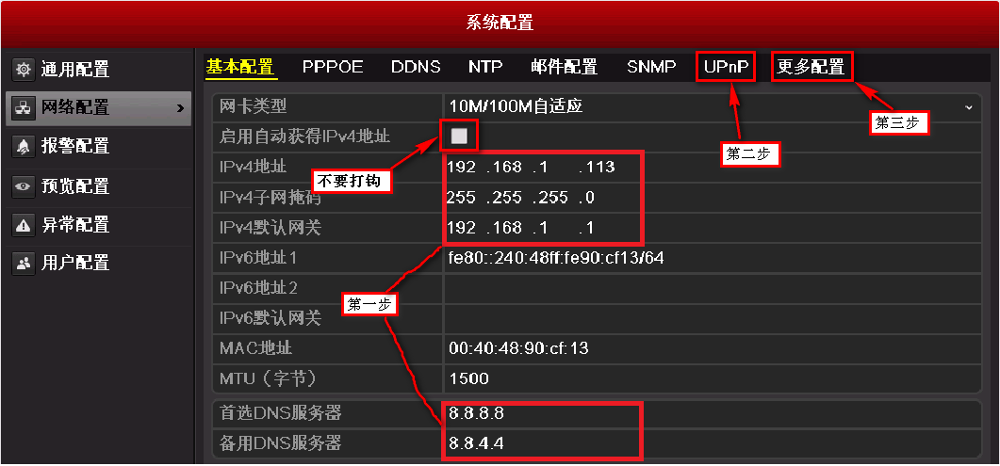 系统配置
通用配置
网络配置
报警配置
预览配置
异常配置
用户配置
基本配置 PPPOE DDNS NTP 邮件配置 SNMP UPnP 更多配置
第三步
第二步
不要打钩
第一步
网卡类型 10M/100M自适应
启用自动获得IPv4地址
IPv4地址 192 .168 .1 .113
IPv4子网掩码 255 .255 .255 .0
IPv4默认网关 192 .168 .1 .1
IPv6地址1 fe80::240:48ff:fe90:cf13/64
IPv6地址2
IPv6默认网关
MAC地址 00:40:48:90:cf:13
MTU（字节） 1500
首选DNS服务器 8.8.8.8
备用DNS服务器 8.8.4.4